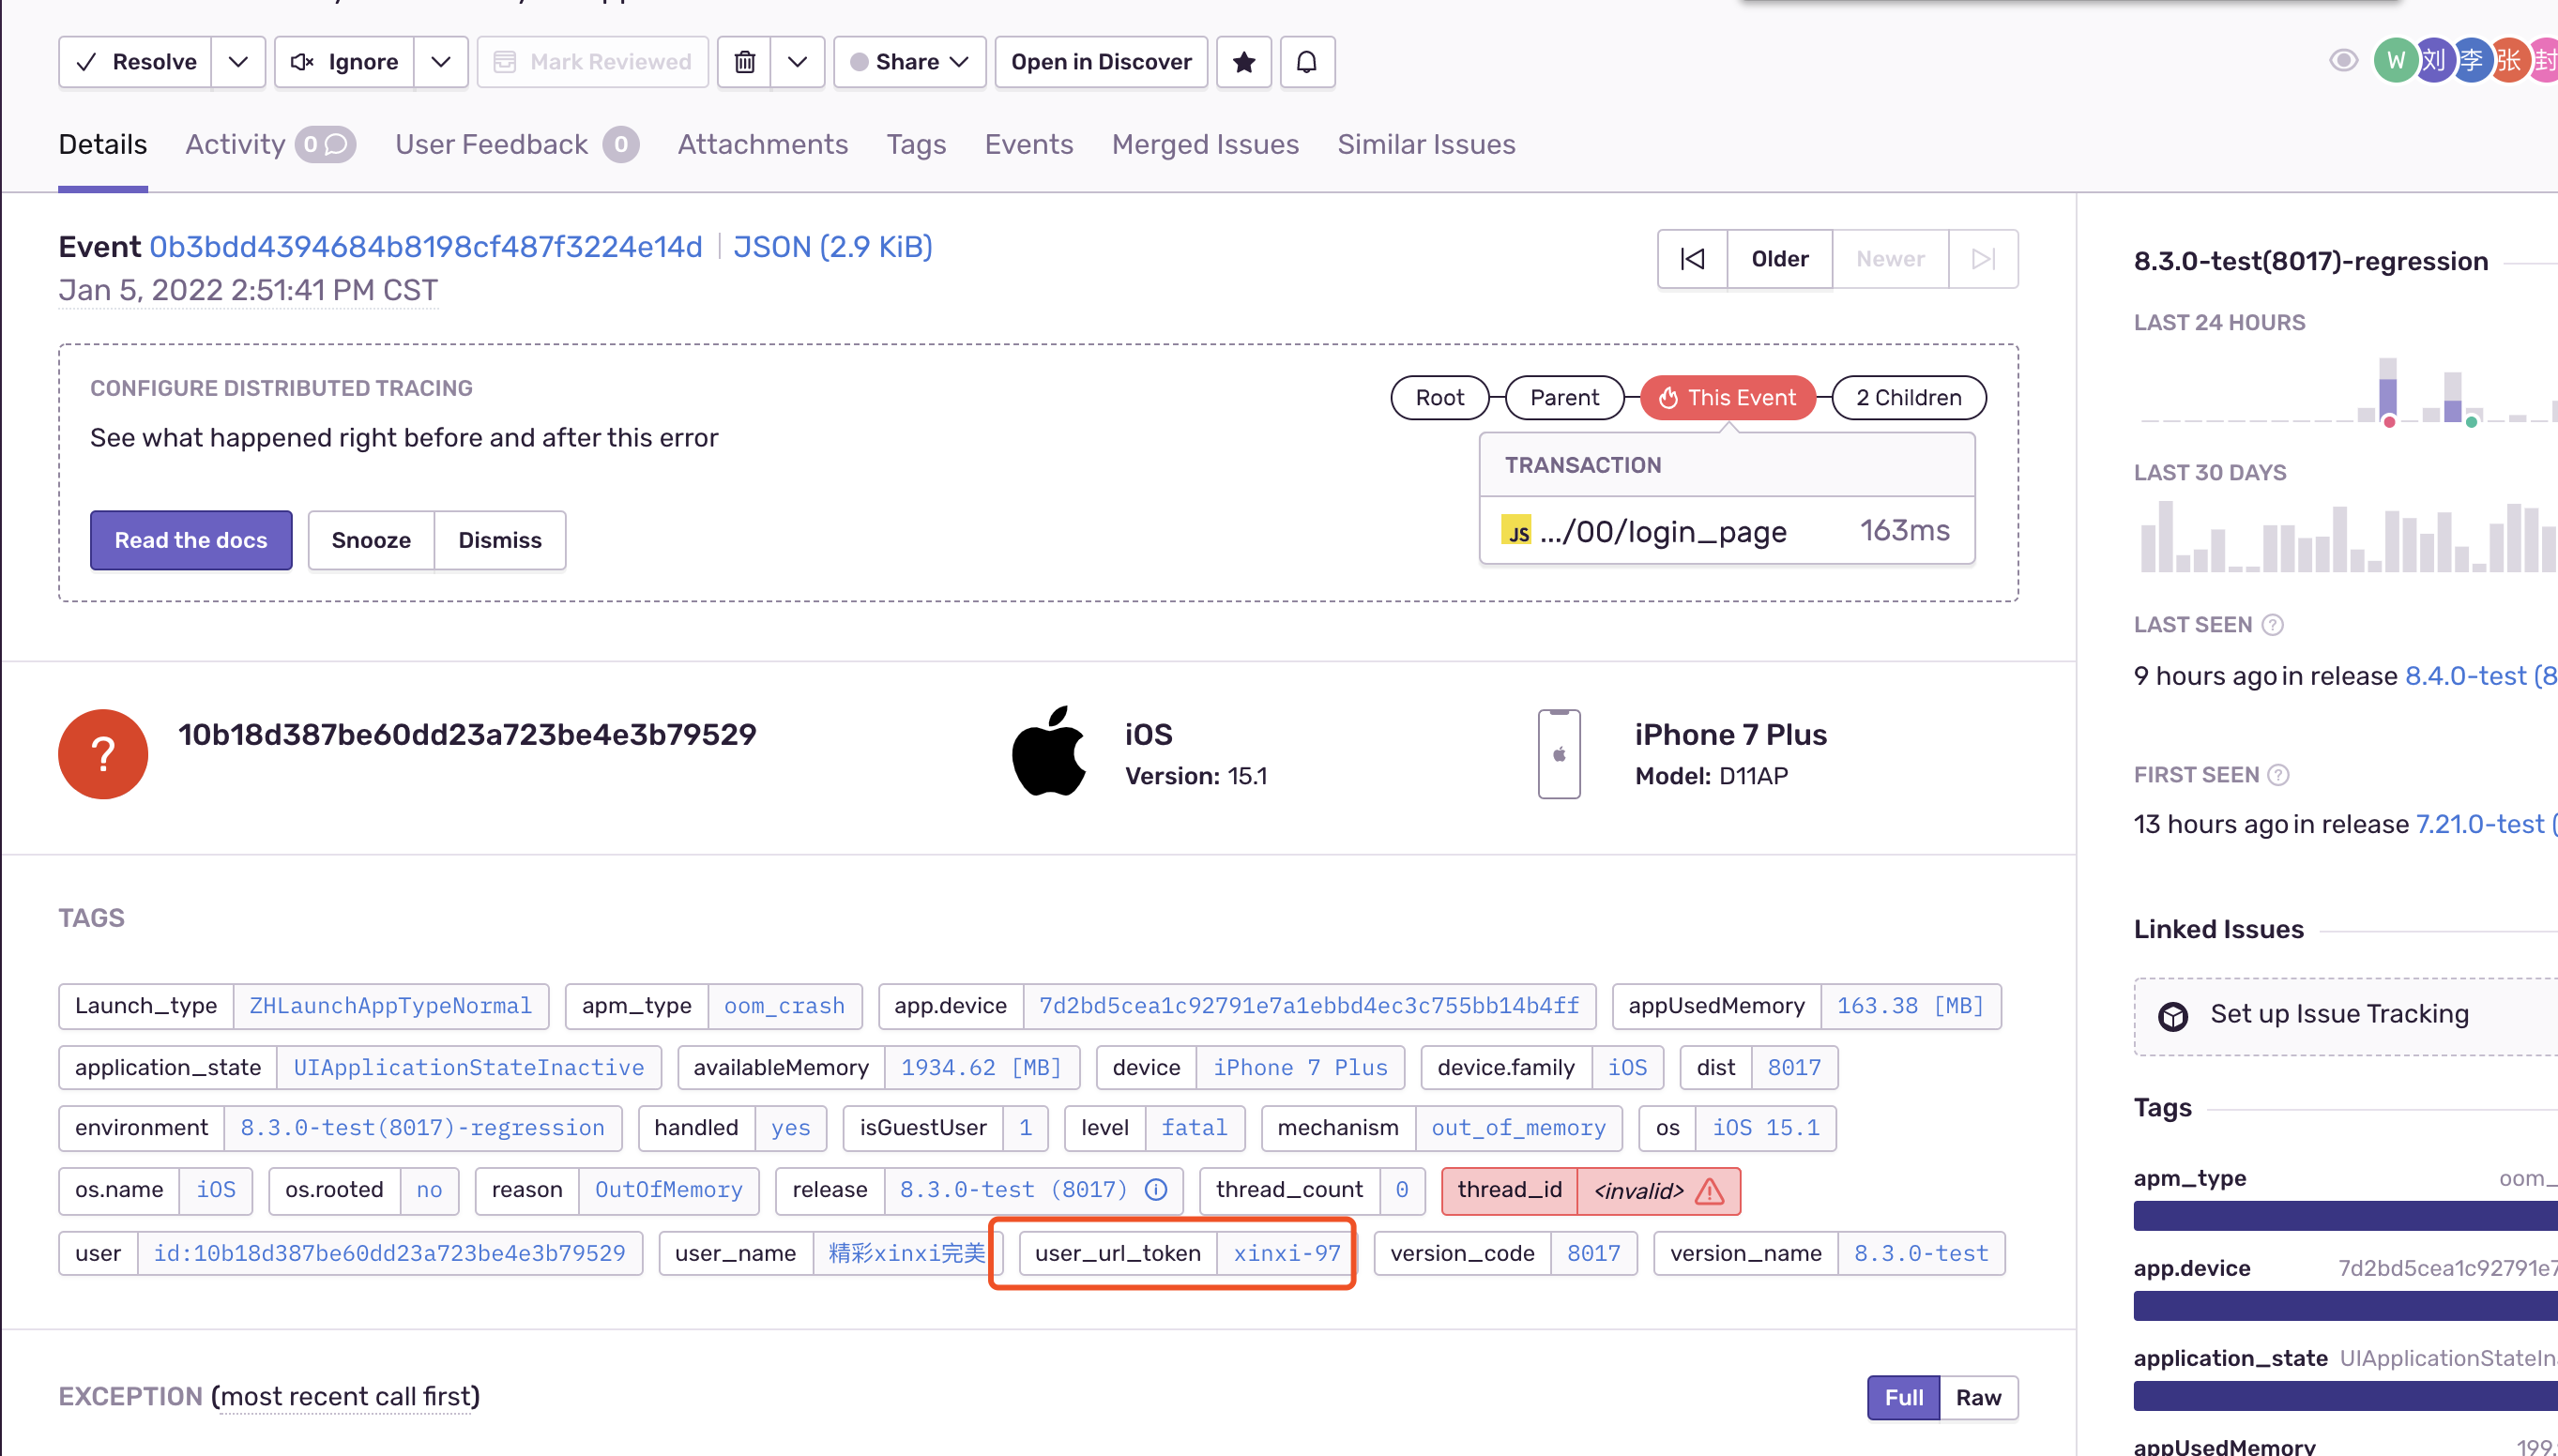 Resolve Ignore Mark Reviewed Share Open in Discover W 刘 李 张 封
Details Activity 0 User Feedback 0 Attachments Tags Events Merged Issues Similar Issues
Event 0b3bdd4394684b8198cf487f3224e14d JSON (2.9 KiB)
Jan 5, 2022 2:51:41 PM CST
Older Newer
CONFIGURE DISTRIBUTED TRACING
See what happened right before and after this error
Read the docs Snooze Dismiss
Root Parent This Event 2 Children
TRANSACTION
JS .../00/login_page 163ms
10b18d387be60dd23a723be4e3b79529
iOS
Version: 15.1
iPhone 7 Plus
Model: D11AP
TAGS
Launch_type ZHLaunchAppTypeNormal apm_type oom_crash app.device 7d2bd5cea1c92791e7a1ebbd4ec3c755bb14b4ff appUsedMemory 163.38 [MB]
application_state UIApplicationStateInactive availableMemory 1934.62 [MB] device iPhone 7 Plus device.family iOS dist 8017
environment 8.3.0-test(8017)-regression handled yes isGuestUser 1 level fatal mechanism out_of_memory os iOS 15.1
os.name iOS os.rooted no reason OutOfMemory release 8.3.0-test (8017) thread_count 0 thread_id <invalid>
user id:10b18d387be60dd23a723be4e3b79529 user_name 精彩xinxi完美 user_url_token xinxi-97 version_code 8017 version_name 8.3.0-test
EXCEPTION (most recent call first)
Full Raw
8.3.0-test(8017)-regression
LAST 24 HOURS
LAST 30 DAYS
LAST SEEN ?
9 hours ago in release 8.4.0-test (8
FIRST SEEN ?
13 hours ago in release 7.21.0-test (
Linked Issues
Set up Issue Tracking
Tags
apm_type oom_
app.device 7d2bd5cea1c92791e7
application_state UIApplicationStateIn
appUsedMemory 199.